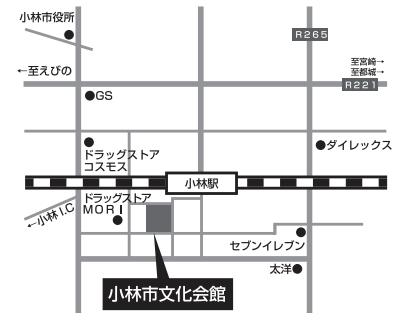 小林市役所
R265
至宮崎→
至都城→
←至えびの
R221
GS
ダイレックス
ドラッグストア
コスモス
小林駅
ドラッグストア
MORI
←小林I.C
セブンイレブン
太洋
小林市文化会館